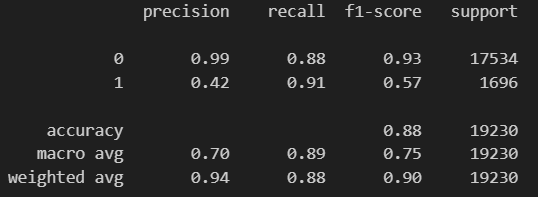 precision recall f1-score support
0 0.99 0.88 0.93 17534
1 0.42 0.91 0.57 1696
accuracy 0.88 19230
macro avg 0.70 0.89 0.75 19230
weighted avg 0.94 0.88 0.90 19230